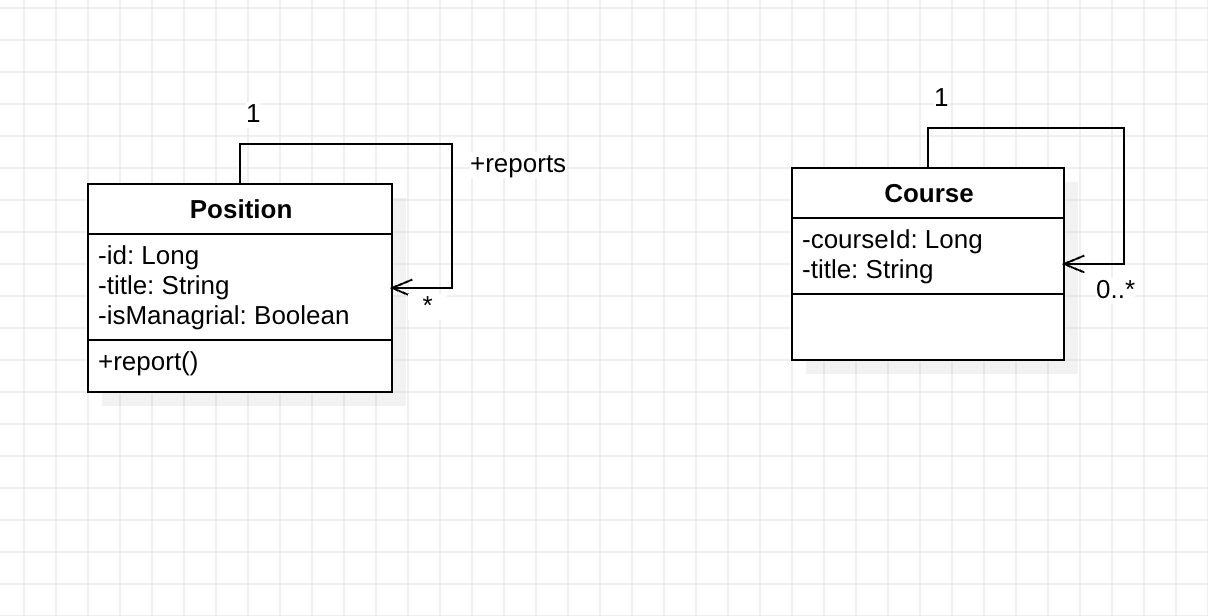 1
+reports
Position
-id: Long
-title: String
-isManagrial: Boolean
*
+report()
1
Course
-courseId: Long
-title: String
0..*